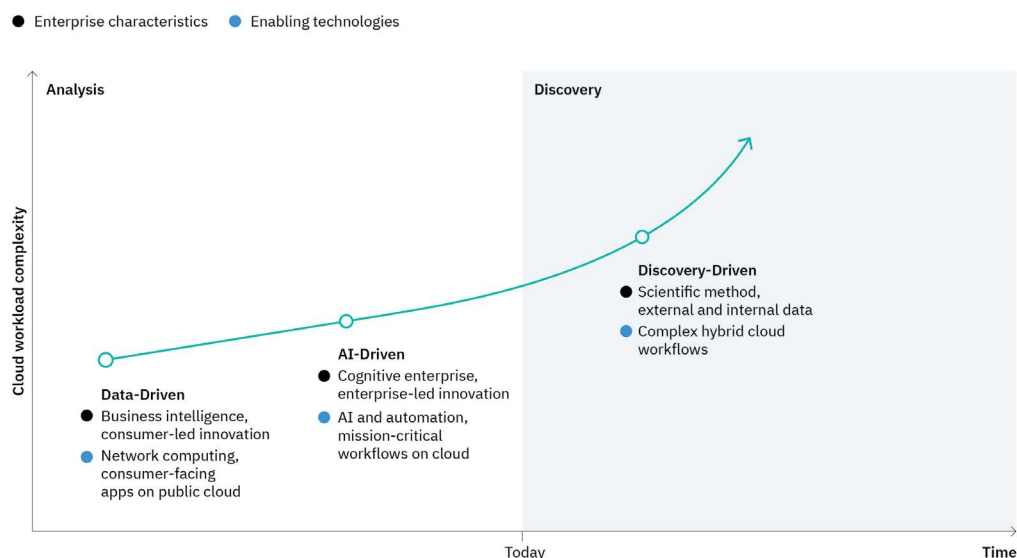 Enterprise characteristics
Enabling technologies
Analysis
Discovery
Cloud workload complexity
Data-Driven
Business intelligence,
consumer-led innovation
Network computing,
consumer-facing
apps on public cloud
AI-Driven
Cognitive enterprise,
enterprise-led innovation
AI and automation,
mission-critical
workflows on cloud
Discovery-Driven
Scientific method,
external and internal data
Complex hybrid cloud
workflows
Today
Time